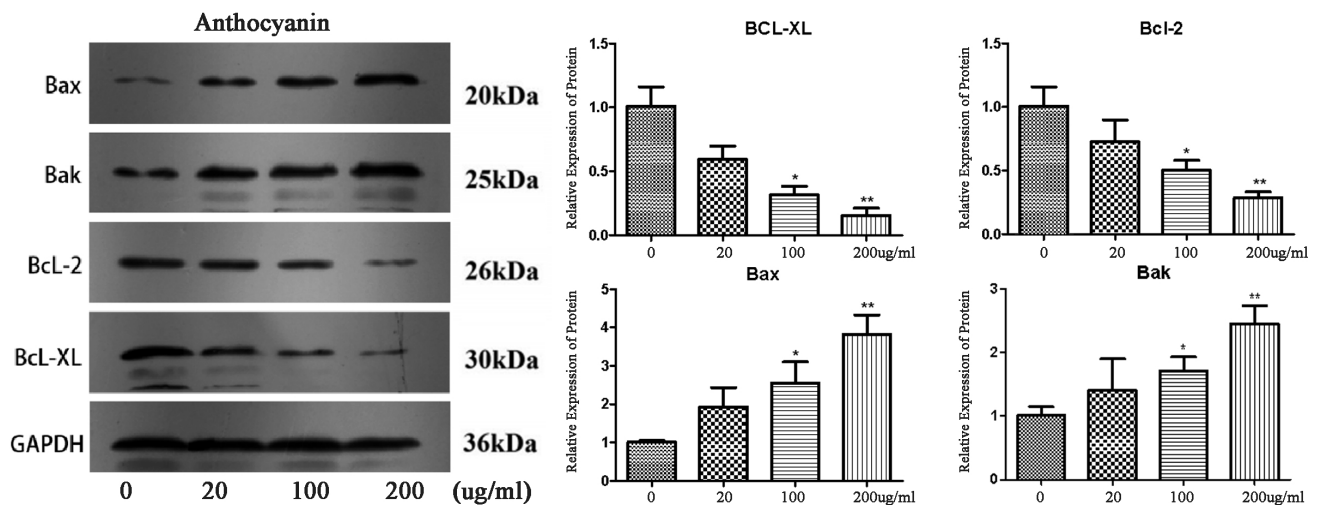 Anthocyanin
Bax
20kDa
Bak
25kDa
BcL-2
26kDa
BcL-XL
30kDa
GAPDH
36kDa
0 20 100 200 (ug/ml)
BCL-XL
Relative Expression of Protein
1.5
1.0
0.5
0.0
*
**
0 20 100 200ug/ml
Bcl-2
Relative Expression of Protein
1.5
1.0
0.5
0.0
*
**
0 20 100 200ug/ml
Bax
Relative Expression of Protein
5
4
3
2
1
0
*
**
0 20 100 200ug/ml
Bak
Relative Expression of Protein
3
2
1
0
*
**
0 20 100 200ug/ml